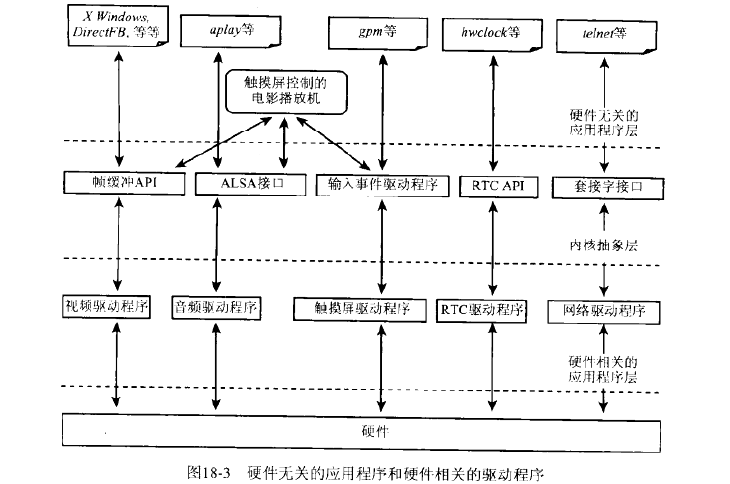 X Windows,
DirectFB, 等等
aplay等
gpm等
hwclock等
telnet等
触摸屏控制的
电影播放机
硬件无关的
应用程序层
帧缓冲API
ALSA接口
输入事件驱动程序
RTC API
套接字接口
内核抽象层
视频驱动程序
音频驱动程序
触摸屏驱动程序
RTC驱动程序
网络驱动程序
硬件相关的
应用程序层
硬件
图18-3 硬件无关的应用程序和硬件相关的驱动程序